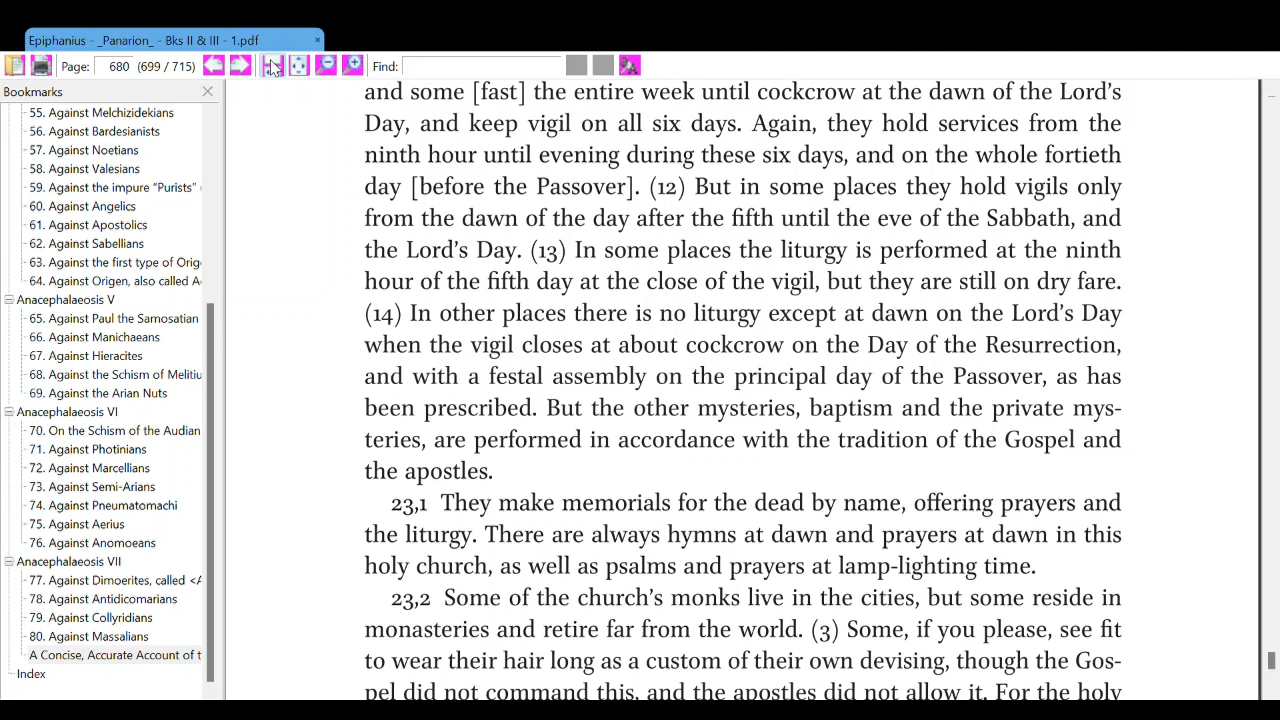 Epiphanius - _Panarion_ - Bks II & III - 1.pdf ×
Page: 680 (699 / 715) Find:
Bookmarks
55. Against Melchizidekians
56. Against Bardesianists
57. Against Noetians
58. Against Valesians
59. Against the impure “Purists”
60. Against Angelics
61. Against Apostolics
62. Against Sabellians
63. Against the first type of Orig
64. Against Origen, also called A
Anacephalaeosis V
65. Against Paul the Samosatian
66. Against Manichaeans
67. Against Hieracites
68. Against the Schism of Melitiu
69. Against the Arian Nuts
Anacephalaeosis VI
70. On the Schism of the Audian
71. Against Photinians
72. Against Marcellians
73. Against Semi-Arians
74. Against Pneumatomachi
75. Against Aerius
76. Against Anomoeans
Anacephalaeosis VII
77. Against Dimoerites, called <A
78. Against Antidicomarians
79. Against Collyridians
80. Against Massalians
A Concise, Accurate Account of t
Index
and some [fast] the entire week until cockcrow at the dawn of the Lord’s
Day, and keep vigil on all six days. Again, they hold services from the
ninth hour until evening during these six days, and on the whole fortieth
day [before the Passover]. (12) But in some places they hold vigils only
from the dawn of the day after the fifth until the eve of the Sabbath, and
the Lord’s Day. (13) In some places the liturgy is performed at the ninth
hour of the fifth day at the close of the vigil, but they are still on dry fare.
(14) In other places there is no liturgy except at dawn on the Lord’s Day
when the vigil closes at about cockcrow on the Day of the Resurrection,
and with a festal assembly on the principal day of the Passover, as has
been prescribed. But the other mysteries, baptism and the private mys-
teries, are performed in accordance with the tradition of the Gospel and
the apostles.
23,1 They make memorials for the dead by name, offering prayers and
the liturgy. There are always hymns at dawn and prayers at dawn in this
holy church, as well as psalms and prayers at lamp-lighting time.
23,2 Some of the church’s monks live in the cities, but some reside in
monasteries and retire far from the world. (3) Some, if you please, see fit
to wear their hair long as a custom of their own devising, though the Gos-
pel did not command this, and the apostles did not allow it. For the holy